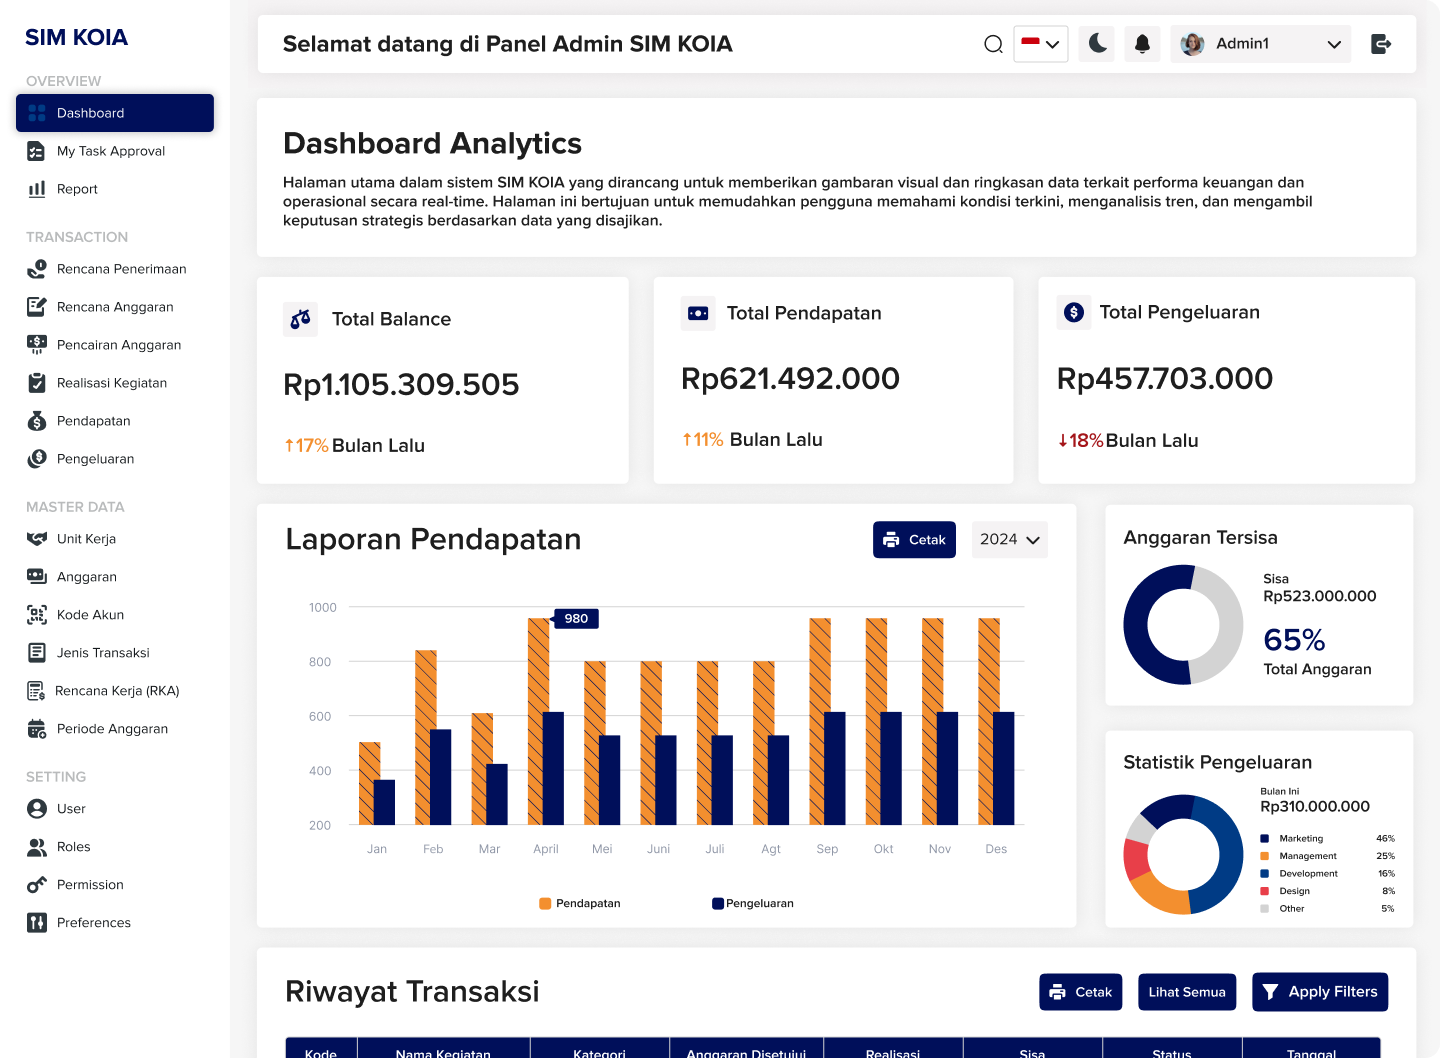 SIM KOIA
OVERVIEW
Dashboard
My Task Approval
Report
TRANSACTION
Rencana Penerimaan
Rencana Anggaran
Pencairan Anggaran
Realisasi Kegiatan
Pendapatan
Pengeluaran
MASTER DATA
Unit Kerja
Anggaran
Kode Akun
Jenis Transaksi
Rencana Kerja (RKA)
Periode Anggaran
SETTING
User
Roles
Permission
Preferences
Selamat datang di Panel Admin SIM KOIA
Admin1
Dashboard Analytics
Halaman utama dalam sistem SIM KOIA yang dirancang untuk memberikan gambaran visual dan ringkasan data terkait performa keuangan dan
operasional secara real-time. Halaman ini bertujuan untuk memudahkan pengguna memahami kondisi terkini, menganalisis tren, dan mengambil
keputusan strategis berdasarkan data yang disajikan.
Total Balance
Rp1.105.309.505
↑17% Bulan Lalu
Total Pendapatan
Rp621.492.000
↑11% Bulan Lalu
Total Pengeluaran
Rp457.703.000
↓18% Bulan Lalu
Laporan Pendapatan
Cetak
2024
1000
800
600
400
200
980
Jan Feb Mar April Mei Juni Juli Agt Sep Okt Nov Des
Pendapatan Pengeluaran
Anggaran Tersisa
Sisa
Rp523.000.000
65%
Total Anggaran
Statistik Pengeluaran
Bulan Ini
Rp310.000.000
Marketing 46%
Management 25%
Development 16%
Design 8%
Other 5%
Riwayat Transaksi
Cetak
Lihat Semua
Apply Filters
Kode Nama Kegiatan Kategori Anggaran Disetujui Realisasi Sisa Status Tanggal